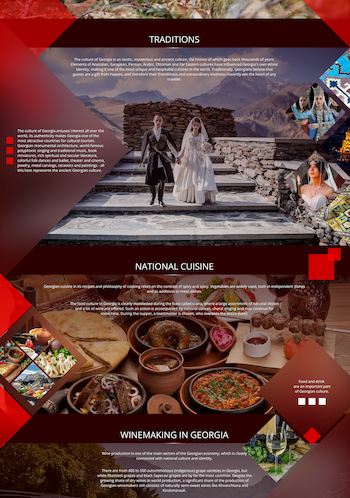 TRADITIONS
The culture of Georgia is an exotic, mysterious and ancient culture, the history of which goes back thousands of years.
Elements of Anatolian, European, Persian, Arabic, Ottoman and Far Eastern cultures have influenced Georgia's own ethnic
identity, making it one of the most unique and hospitable cultures in the world. Traditionally, Georgians believe that
guests are a gift from heaven, and therefore their friendliness and extraordinary kindness instantly win the heart of any
traveler.
The culture of Georgia arouses interest all over the
world. Its authenticity makes Georgia one of the
most attractive countries for cultural tourism.
Georgian monumental architecture, world-famous
polyphonic singing and traditional music, book
miniatures, rich spiritual and secular literature,
colorful folk dances and ballet, theater and cinema,
jewelry, metal carvings, ceramics and paintings - all
this best represents the ancient Georgian culture.
NATIONAL CUISINE
Georgian cuisine in its recipes and philosophy of cooking relies on the contrast of spicy and spicy. Vegetables are widely used, both in independent dishes
and as additions to meat dishes.
The food culture in Georgia is clearly manifested during the feast called supra, where a large assortment of national dishes
and a lot of wine are offered. Such an action is accompanied by national dances, choral singing and may continue for
some time. During the supper, a toastmaster is chosen, who oversees the entire event.
Food and drink
are an important part
of Georgian culture.
WINEMAKING IN GEORGIA
Wine production is one of the main sectors of the Georgian economy, which is closely
connected with national culture and identity.
There are from 400 to 500 autochthonous (indigenous) grape varieties in Georgia, but
white Rkatsiteli grapes and black Saperavi grapes are by far the most common. Despite the
growing share of dry wines in world production, a significant share of the production of
Georgian winemakers still consists of naturally semi-sweet wines like Khvanchkara and
Kindzmarauli.